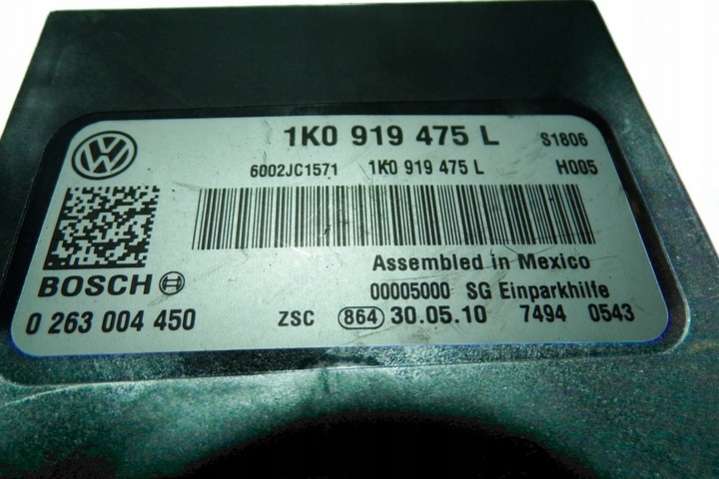 1K0 919 475 L S1806
6002JC1571 1K0 919 475 L H005
Assembled in Mexico
BOSCH 00005000 SG Einparkhilfe
0 263 004 450 ZSC 864 30.05.10 7494 0543